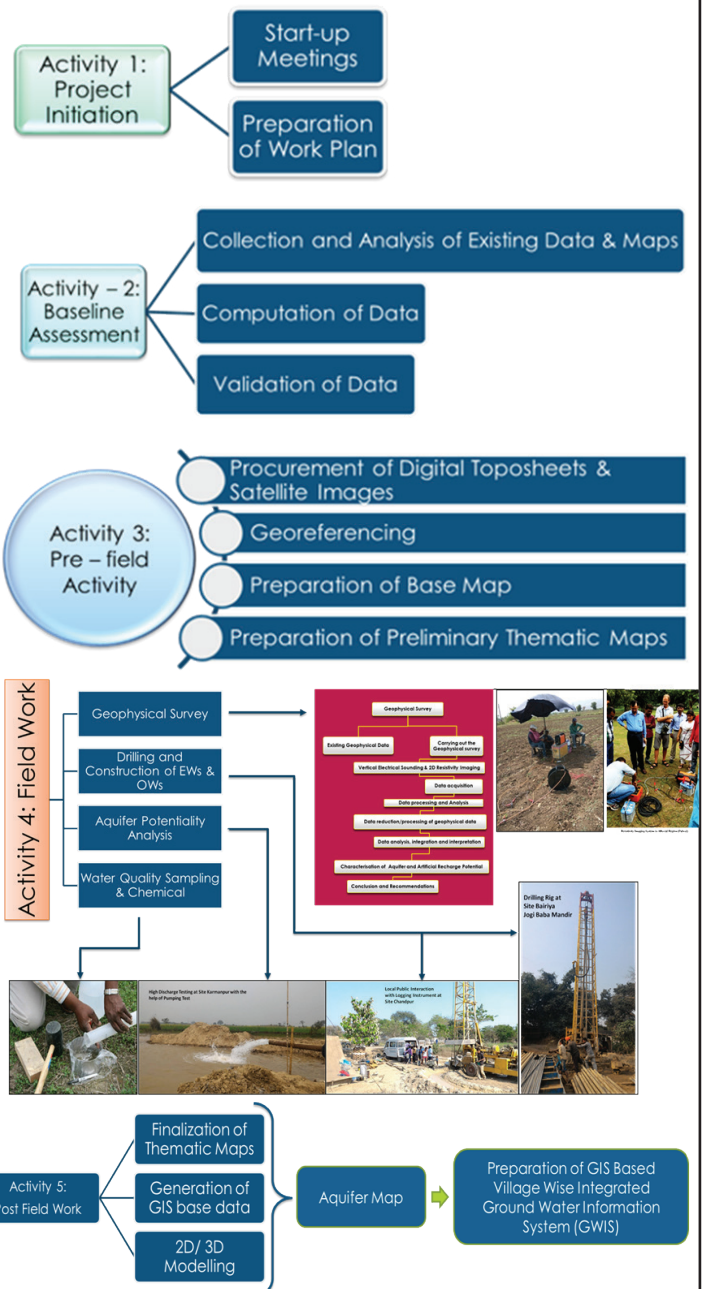 Activity 1:
Project
Initiation
Start-up
Meetings
Preparation
of Work Plan
Activity – 2:
Baseline
Assessment
Collection and Analysis of Existing Data & Maps
Computation of Data
Validation of Data
Activity 3:
Pre – field
Activity
Procurement of Digital Toposheets &
Satellite Images
Georeferencing
Preparation of Base Map
Preparation of Preliminary Thematic Maps
Activity 4: Field Work
Geophysical Survey
Drilling and
Construction of EWs &
OWs
Aquifer Potentiality
Analysis
Water Quality Sampling
& Chemical
Geophysical Survey
Existing Geophysical Data
Carrying out the
Geophysical survey
Vertical Electrical Sounding & 2D Resistivity Imaging
Data acquisition
Data processing and Analysis
Data reduction/processing of geophysical data
Data analysis, integration and interpretation
Characterisation of Aquifer and Artificial Recharge Potential
Conclusion and Recommendations
Drilling Rig at
Site Bairiya
Jogi Baba Mandir
High Discharge Testing at Site Karmanpur with the
help of Pumping Test
Local Public Interaction
with Logging Instrument at
Site Chandpur
Activity 5:
Post Field Work
Finalization of
Thematic Maps
Generation of
GIS base data
2D/ 3D
Modelling
Aquifer Map
Preparation of GIS Based
Village Wise Integrated
Ground Water Information
System (GWIS)